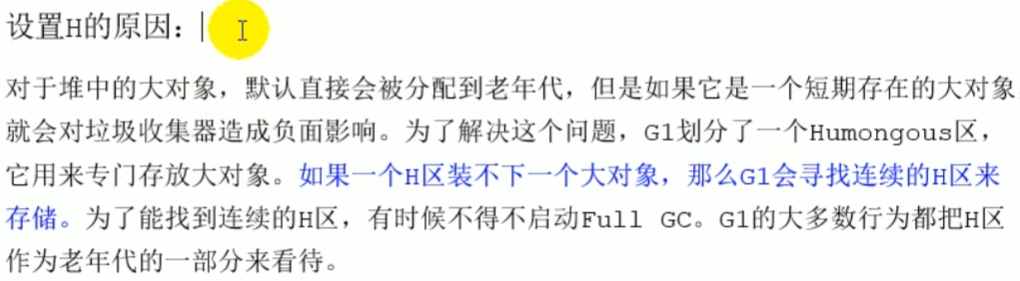 设置H的原因：
对于堆中的大对象，默认直接会被分配到老年代，但是如果它是一个短期存在的大对象
就会对垃圾收集器造成负面影响。为了解决这个问题，G1划分了一个Humongous区，
它用来专门存放大对象。如果一个H区装不下一个大对象，那么G1会寻找连续的H区来
存储。为了能找到连续的H区，有时候不得不启动Full GC。G1的大多数行为都把H区
作为老年代的一部分来看待。